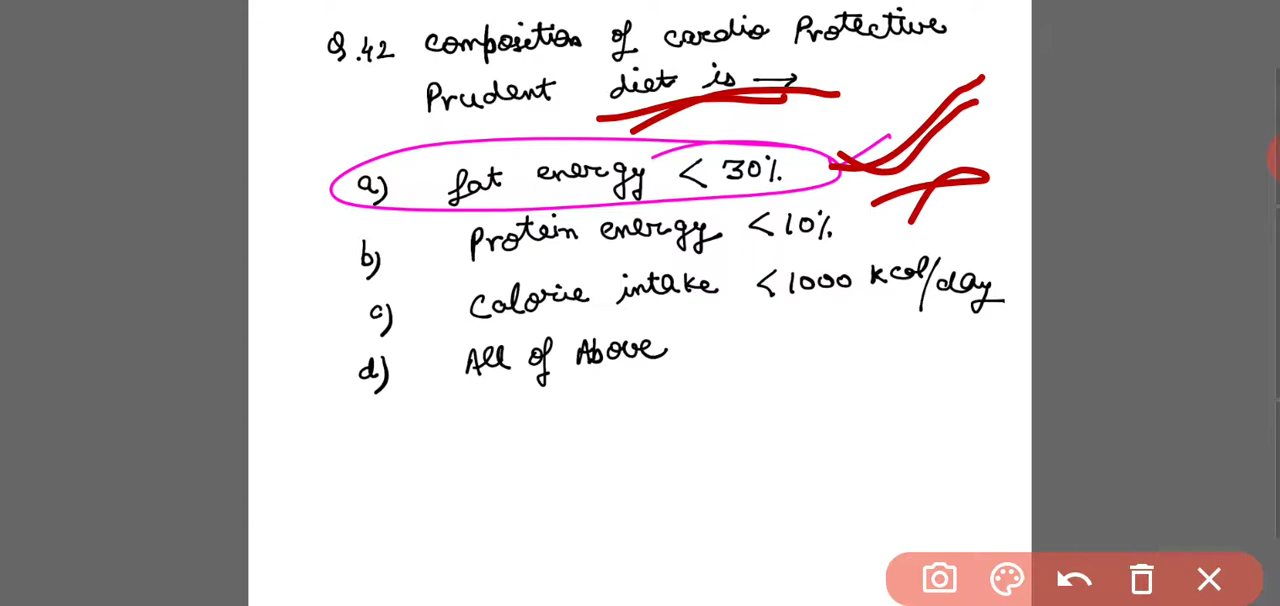 Q.42 composition of cardio Protective
Prudent diet is →
a) fat energy < 30%.
b) Protein energy <10%.
c) Calorie intake <1000 kcal/day
d) All of Above